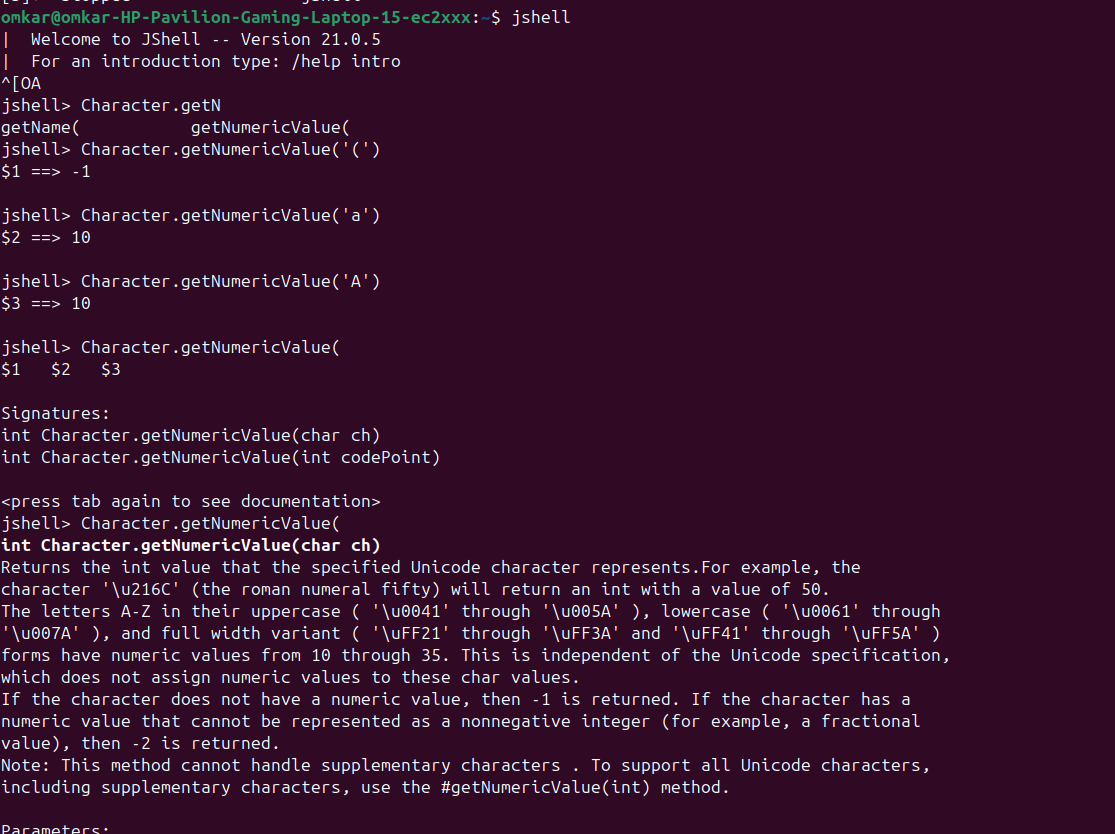 omkar@omkar-HP-Pavilion-Gaming-Laptop-15-ec2xxx:~$ jshell
|  Welcome to JShell -- Version 21.0.5
|  For an introduction type: /help intro
^[OA
jshell> Character.getN
getName(           getNumericValue(
jshell> Character.getNumericValue('(')
$1 ==> -1
jshell> Character.getNumericValue('a')
$2 ==> 10
jshell> Character.getNumericValue('A')
$3 ==> 10
jshell> Character.getNumericValue(
$1   $2   $3
Signatures:
int Character.getNumericValue(char ch)
int Character.getNumericValue(int codePoint)
<press tab again to see documentation>
jshell> Character.getNumericValue(
int Character.getNumericValue(char ch)
Returns the int value that the specified Unicode character represents.For example, the
character '\u216C' (the roman numeral fifty) will return an int with a value of 50.
The letters A-Z in their uppercase ( '\u0041' through '\u005A' ), lowercase ( '\u0061' through
'\u007A' ), and full width variant ( '\uFF21' through '\uFF3A' and '\uFF41' through '\uFF5A' )
forms have numeric values from 10 through 35. This is independent of the Unicode specification,
which does not assign numeric values to these char values.
If the character does not have a numeric value, then -1 is returned. If the character has a
numeric value that cannot be represented as a nonnegative integer (for example, a fractional
value), then -2 is returned.
Note: This method cannot handle supplementary characters . To support all Unicode characters,
including supplementary characters, use the #getNumericValue(int) method.
Parameters: